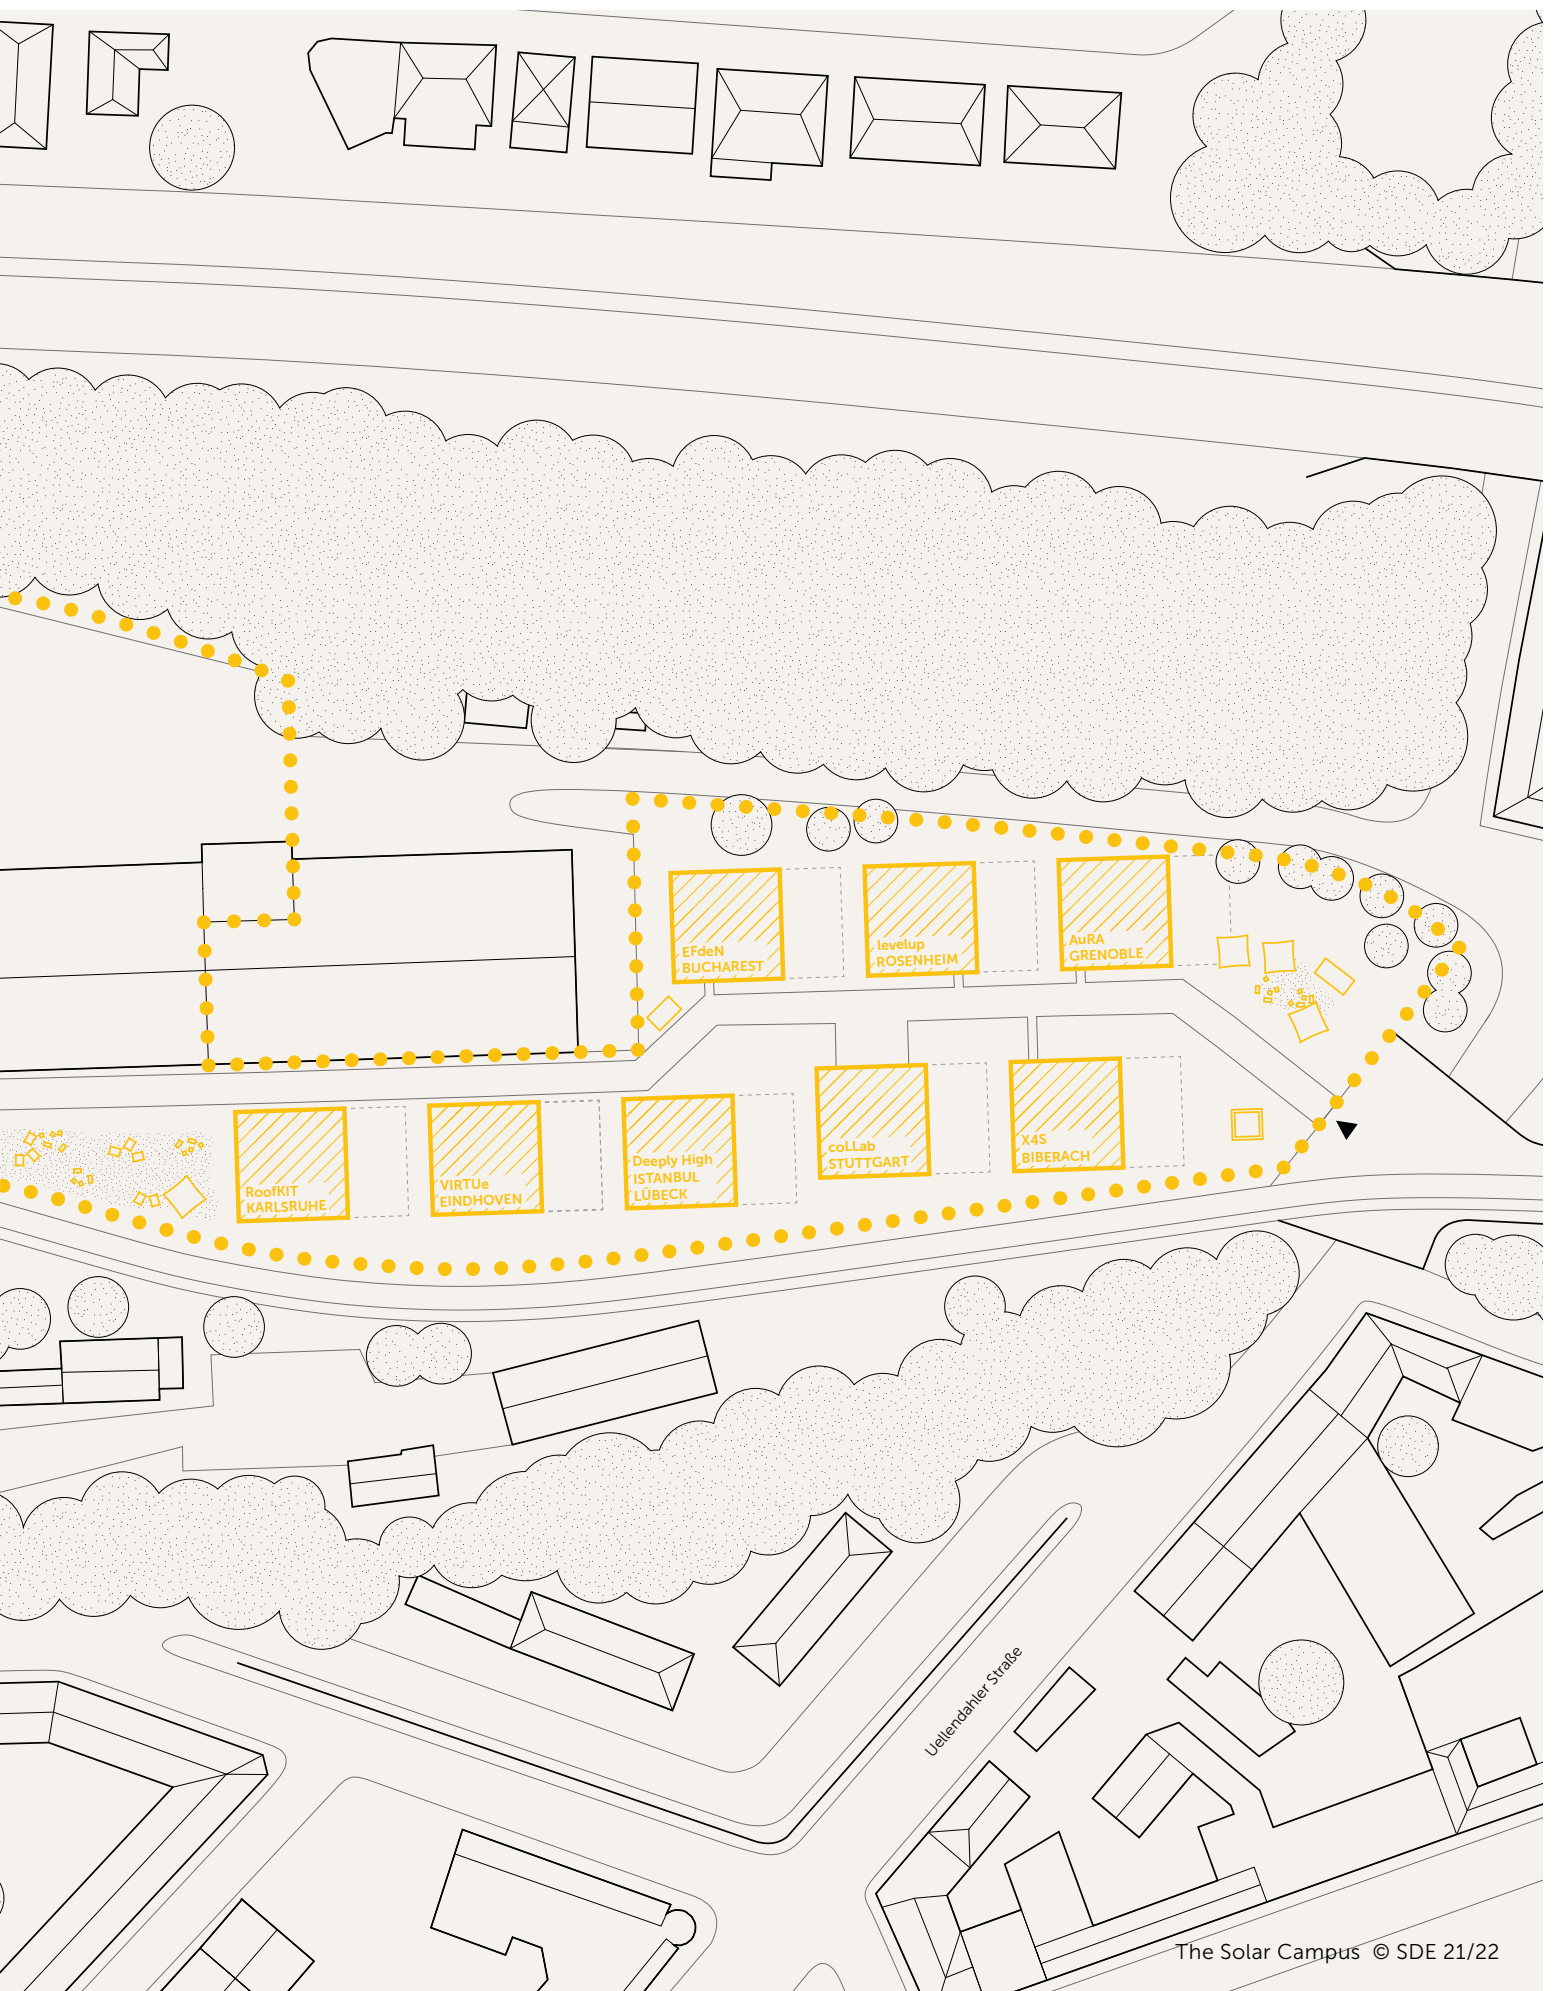 EFdeN
BUCHAREST
levelup
ROSENHEIM
AuRA
GRENOBLE
RoofKIT
KARLSRUHE
VIRTUe
EINDHOVEN
Deeply High
ISTANBUL
LÜBECK
coLLab
STUTTGART
X4S
BIBERACH
Uellendahler Straße
The Solar Campus © SDE 21/22